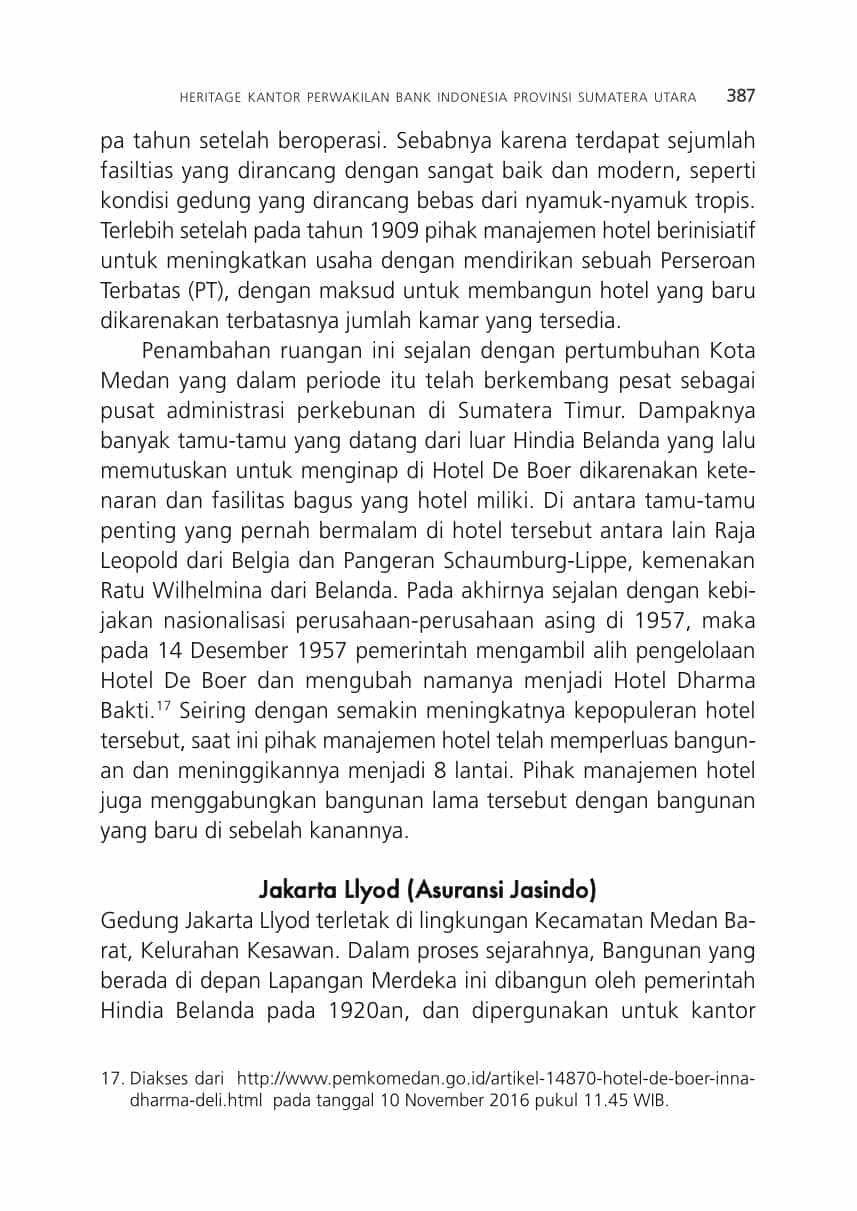 HERITAGE KANTOR PERWAKILAN BANK INDONESIA PROVINSI SUMATERA UTARA 387
pa tahun setelah beroperasi. Sebabnya karena terdapat sejumlah
fasiltias yang dirancang dengan sangat baik dan modern, seperti
kondisi gedung yang dirancang bebas dari nyamuk-nyamuk tropis.
Terlebih setelah pada tahun 1909 pihak manajemen hotel berinisiatif
untuk meningkatkan usaha dengan mendirikan sebuah Perseroan
Terbatas (PT), dengan maksud untuk membangun hotel yang baru
dikarenakan terbatasnya jumlah kamar yang tersedia.
Penambahan ruangan ini sejalan dengan pertumbuhan Kota
Medan yang dalam periode itu telah berkembang pesat sebagai
pusat administrasi perkebunan di Sumatera Timur. Dampaknya
banyak tamu-tamu yang datang dari luar Hindia Belanda yang lalu
memutuskan untuk menginap di Hotel De Boer dikarenakan kete-
naran dan fasilitas bagus yang hotel miliki. Di antara tamu-tamu
penting yang pernah bermalam di hotel tersebut antara lain Raja
Leopold dari Belgia dan Pangeran Schaumburg-Lippe, kemenakan
Ratu Wilhelmina dari Belanda. Pada akhirnya sejalan dengan kebi-
jakan nasionalisasi perusahaan-perusahaan asing di 1957, maka
pada 14 Desember 1957 pemerintah mengambil alih pengelolaan
Hotel De Boer dan mengubah namanya menjadi Hotel Dharma
Bakti.17 Seiring dengan semakin meningkatnya kepopuleran hotel
tersebut, saat ini pihak manajemen hotel telah memperluas bangun-
an dan meninggikannya menjadi 8 lantai. Pihak manajemen hotel
juga menggabungkan bangunan lama tersebut dengan bangunan
yang baru di sebelah kanannya.
Jakarta Llyod (Asuransi Jasindo)
Gedung Jakarta Llyod terletak di lingkungan Kecamatan Medan Ba-
rat, Kelurahan Kesawan. Dalam proses sejarahnya, Bangunan yang
berada di depan Lapangan Merdeka ini dibangun oleh pemerintah
Hindia Belanda pada 1920an, dan dipergunakan untuk kantor
17. Diakses dari http://www.pemkomedan.go.id/artikel-14870-hotel-de-boer-inna-
dharma-deli.html pada tanggal 10 November 2016 pukul 11.45 WIB.